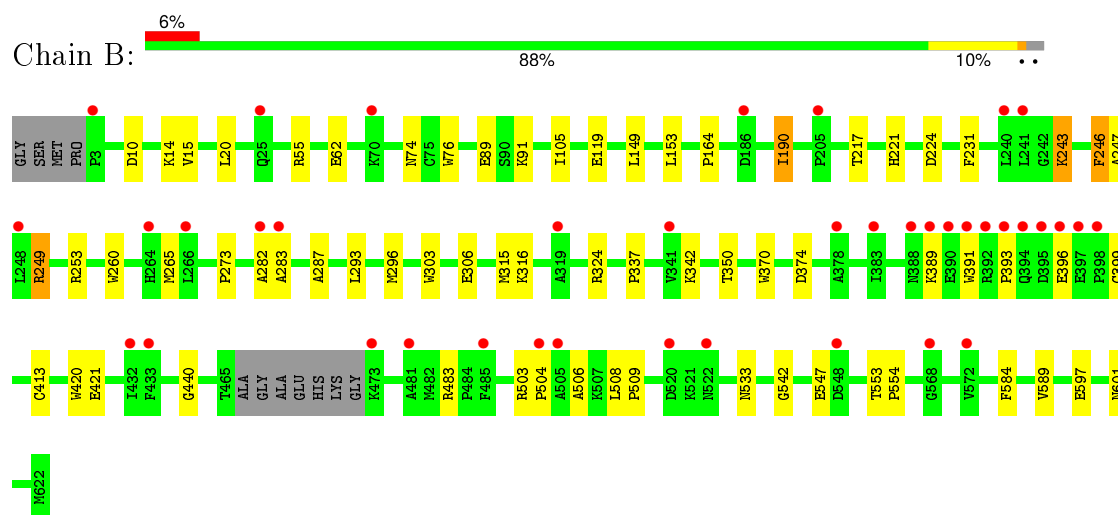 6%
Chain B:
88% 10% • •
GLY SER MET PRO P3 D10 K14 V15 L20 Q25 R55 E62 K70 N74 C75 W76 E89 S90 K91 I105 E119 L149 L153 P164 D186 I190 P205 T217 H221 D224 F231 L240 L241 G242 K243 F246 A247
L248 R249 R253 W260 H264 M265 L266 P273 A282 A283 A287 L293 M296 W303 E306 M315 K316 A319 R324 P337 V341 K342 T350 W370 D374 A378 I383 N388 K389 E390 W391 R392 P393 Q394 D395 E396 E397 P398 G399
C413 W420 E421 I432 F433 G440 T465 ALA GLY ALA GLU HIS LYS GLY K473 A481 M482 R483 P484 F485 R503 P504 A505 A506 K507 L508 P509 D520 K521 N522 N533 G542 E547 D548 T553 P554 G568 V572 F584 V589 E597 N601
M622